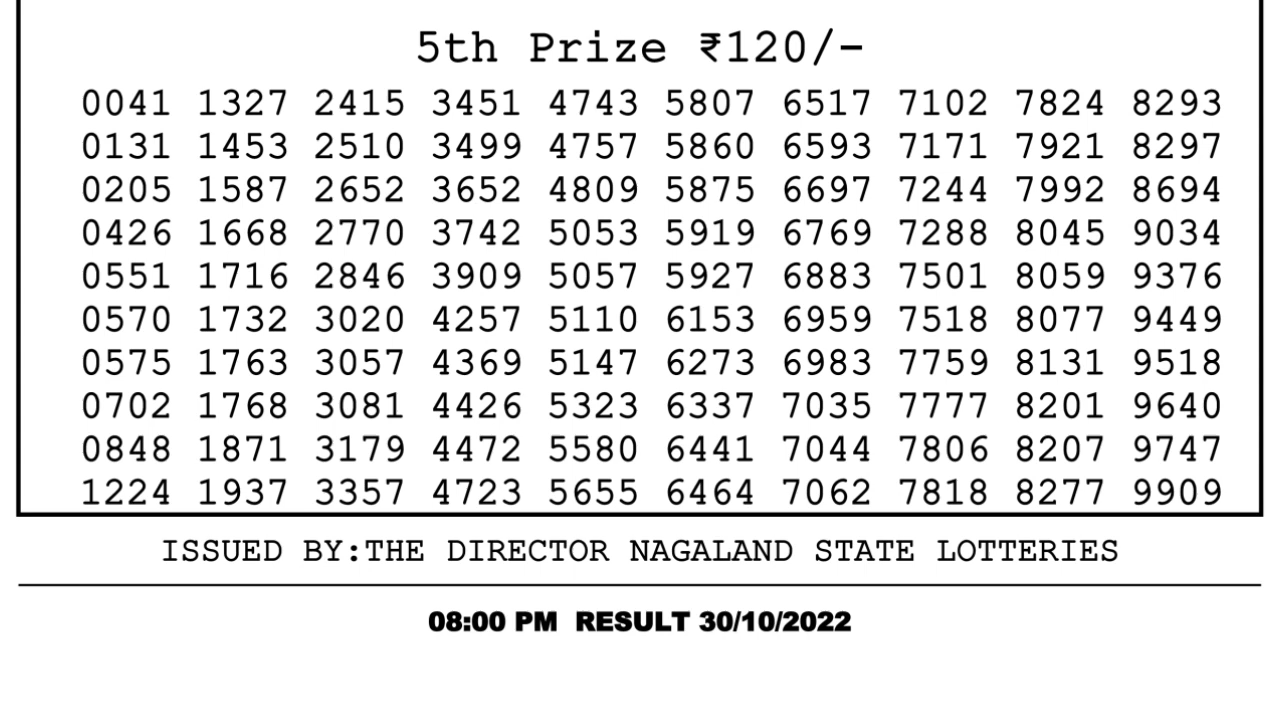 5th Prize ₹120/-
0041 1327 2415 3451 4743 5807 6517 7102 7824 8293
0131 1453 2510 3499 4757 5860 6593 7171 7921 8297
0205 1587 2652 3652 4809 5875 6697 7244 7992 8694
0426 1668 2770 3742 5053 5919 6769 7288 8045 9034
0551 1716 2846 3909 5057 5927 6883 7501 8059 9376
0570 1732 3020 4257 5110 6153 6959 7518 8077 9449
0575 1763 3057 4369 5147 6273 6983 7759 8131 9518
0702 1768 3081 4426 5323 6337 7035 7777 8201 9640
0848 1871 3179 4472 5580 6441 7044 7806 8207 9747
1224 1937 3357 4723 5655 6464 7062 7818 8277 9909
ISSUED BY:THE DIRECTOR NAGALAND STATE LOTTERIES
08:00 PM RESULT 30/10/2022